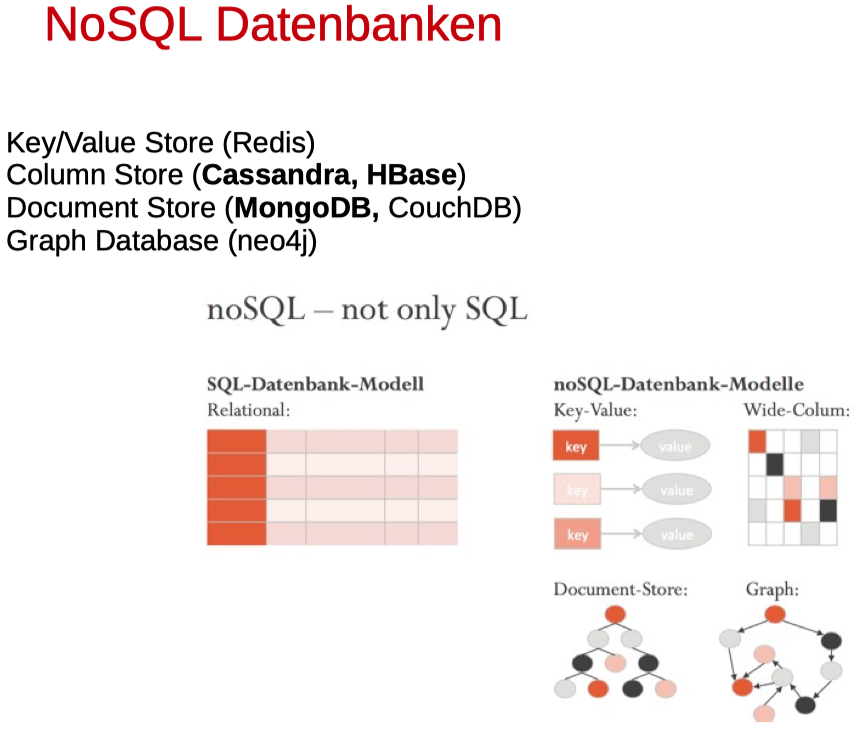 NoSQL Datenbanken
Key/Value Store (Redis)
Column Store (Cassandra, HBase)
Document Store (MongoDB, CouchDB)
Graph Database (neo4j)
noSQL – not only SQL
SQL-Datenbank-Modell
Relational:
noSQL-Datenbank-Modelle
Key-Value:
Wide-Colum:
key
value
key
value
key
value
Document-Store:
Graph: